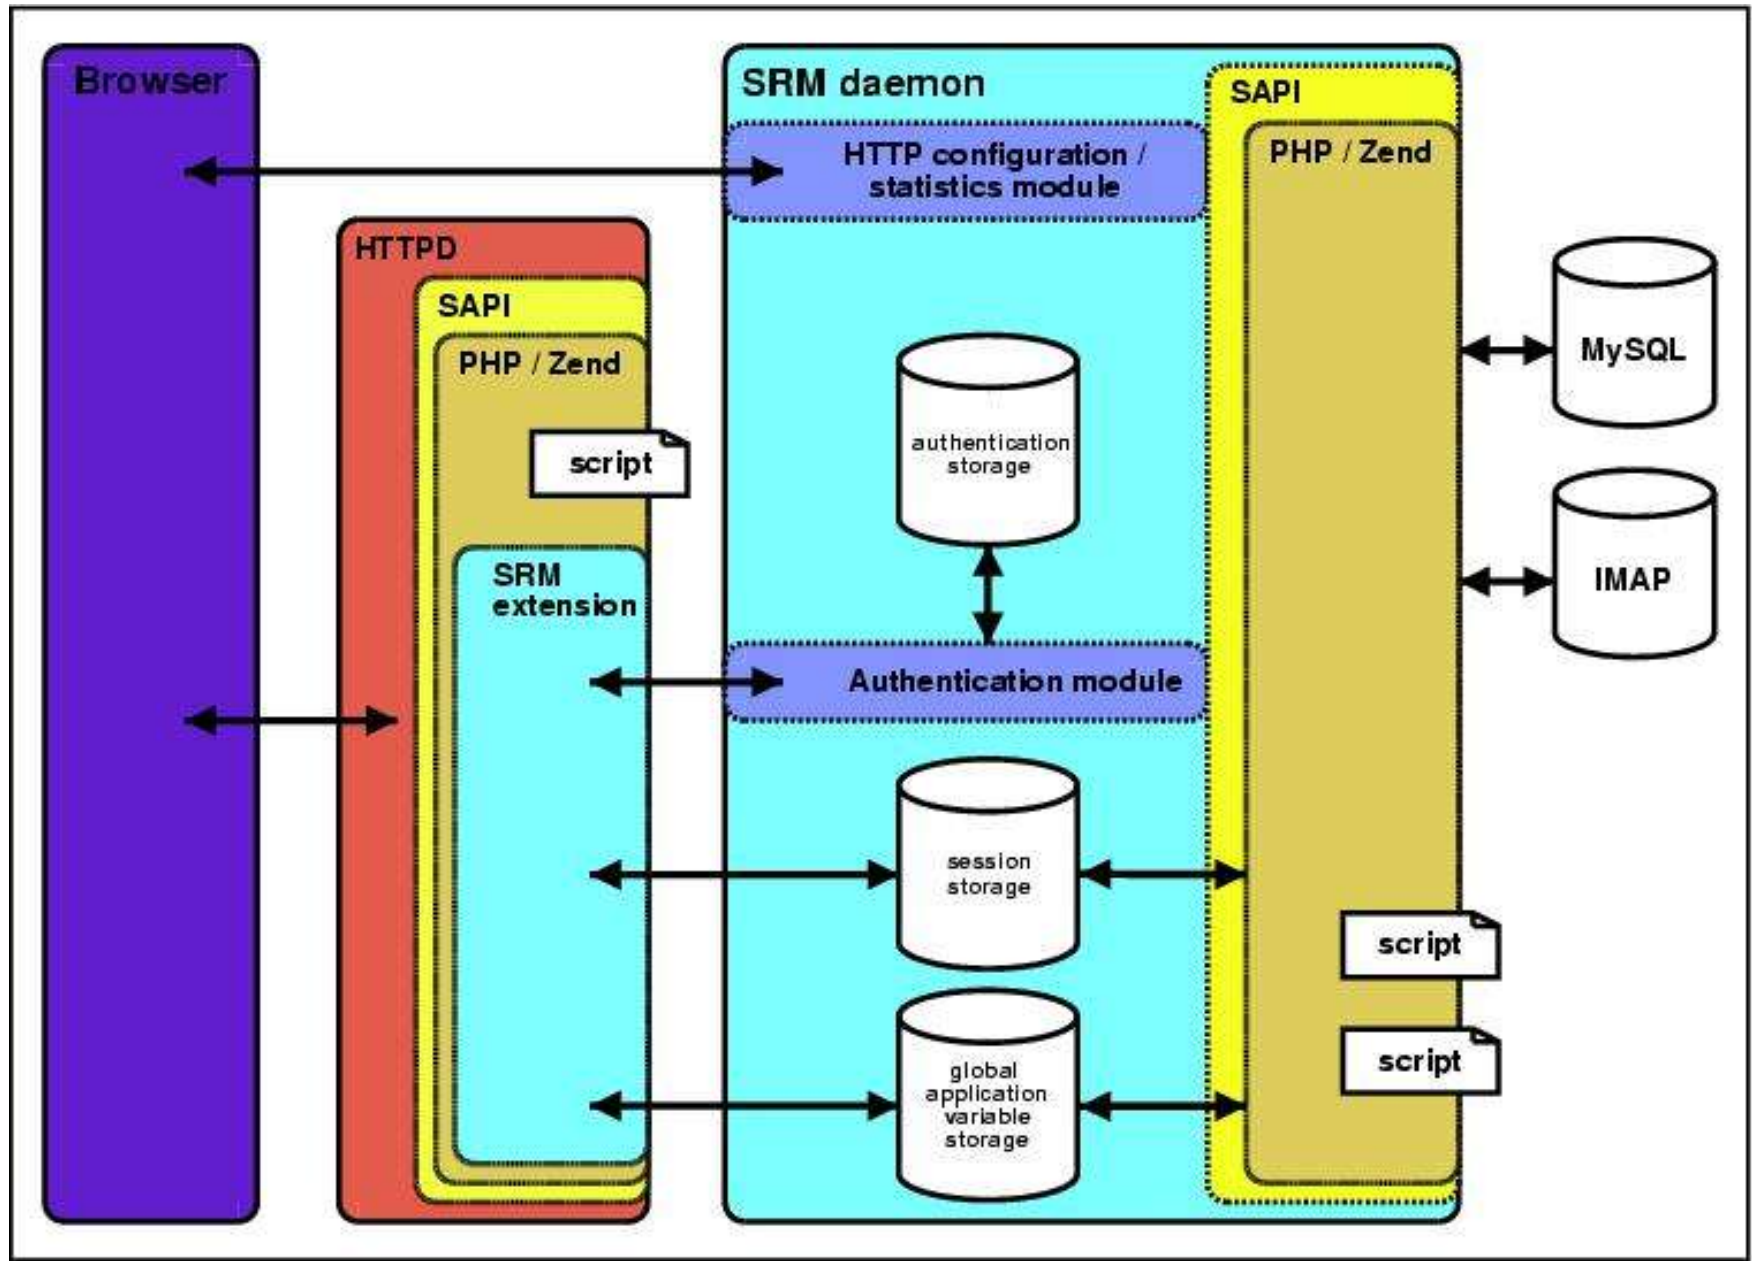 Browser
SRM daemon
SAPI
HTTP configuration /
statistics module
PHP / Zend
HTTPD
SAPI
PHP / Zend
script
authentication
storage
MySQL
IMAP
SRM
extension
Authentication module
session
storage
script
global
application
variable
storage
script